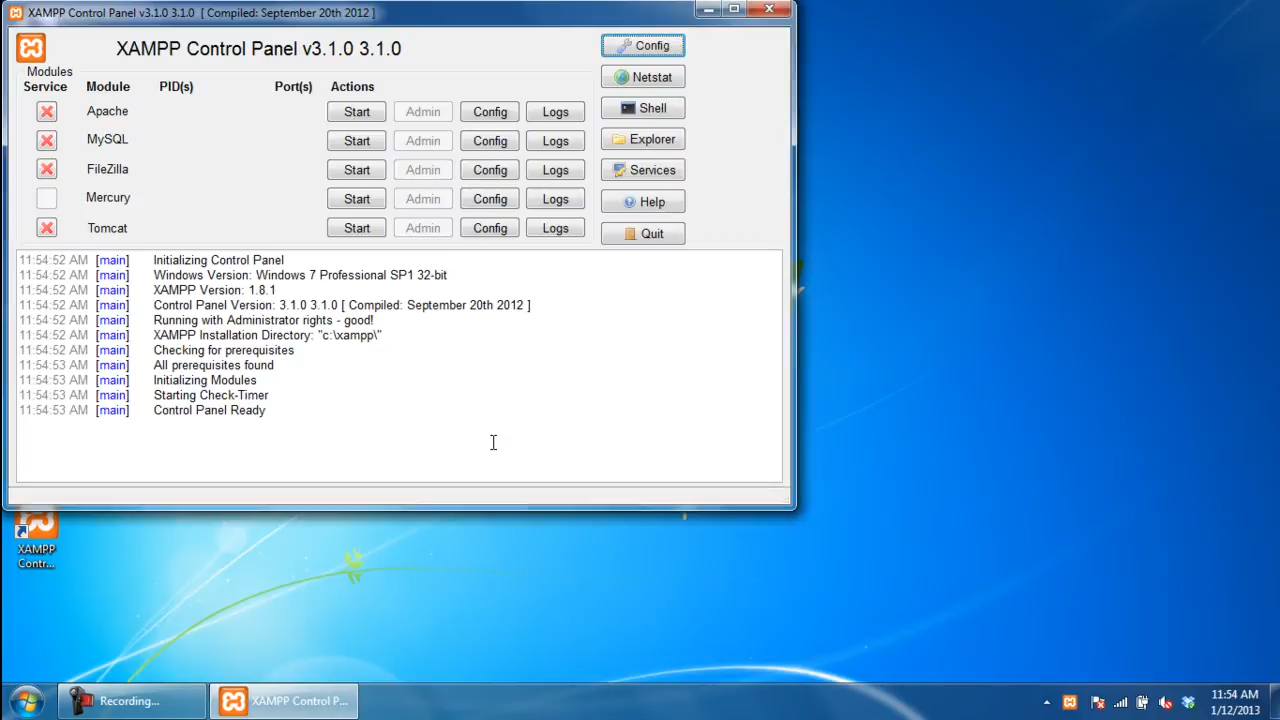 XAMPP Control Panel v3.1.0 3.1.0 [ Compiled: September 20th 2012 ]
XAMPP Control Panel v3.1.0 3.1.0
Config
Modules
Service Module PID(s) Port(s) Actions
Netstat
Apache Start Admin Config Logs
Shell
MySQL Start Admin Config Logs
Explorer
FileZilla Start Admin Config Logs
Services
Mercury Start Admin Config Logs
Help
Tomcat Start Admin Config Logs
Quit
11:54:52 AM [main] Initializing Control Panel
11:54:52 AM [main] Windows Version: Windows 7 Professional SP1 32-bit
11:54:52 AM [main] XAMPP Version: 1.8.1
11:54:52 AM [main] Control Panel Version: 3.1.0 3.1.0 [ Compiled: September 20th 2012 ]
11:54:52 AM [main] Running with Administrator rights - good!
11:54:52 AM [main] XAMPP Installation Directory: "c:\xampp\"
11:54:52 AM [main] Checking for prerequisites
11:54:53 AM [main] All prerequisites found
11:54:53 AM [main] Initializing Modules
11:54:53 AM [main] Starting Check-Timer
11:54:53 AM [main] Control Panel Ready
XAMPP
Contr...
Recording...
XAMPP Control P...
11:54 AM
1/12/2013